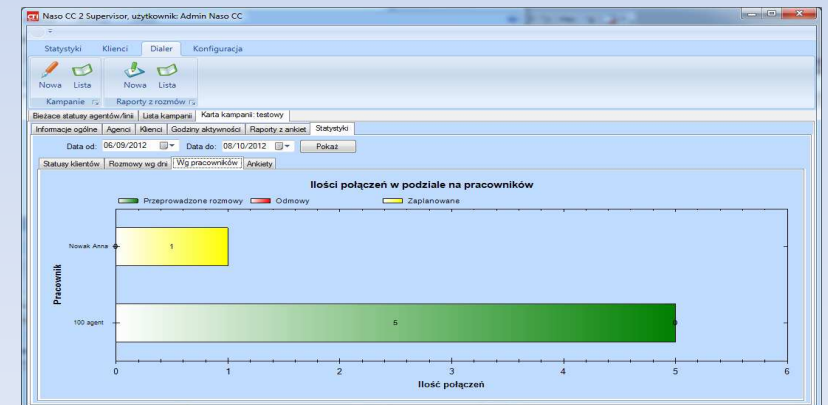 CTI Naso CC 2 Supervisor, użytkownik: Admin Naso CC
Statystyki Klienci Dialer Konfiguracja
Nowa Lista Nowa Lista
Kampanie Raporty z rozmów
Bieżace statusy agentów/linii Lista kampanii Karta kampanii: testowy
Informacje ogólne Agenci Klienci Godziny aktywności Raporty z ankiet Statystyki
Data od: 06/09/2012 Data do: 08/10/2012 Pokaż
Statusy klientów Rozmowy wg dni Wg pracowników Ankiety
Ilości połączeń w podziale na pracowników
Przeprowadzone rozmowy Odmowy Zaplanowane
Nowak Anna 1
Pracownik
100 agent 5
0 1 2 3 4 5 6
Ilość połączeń